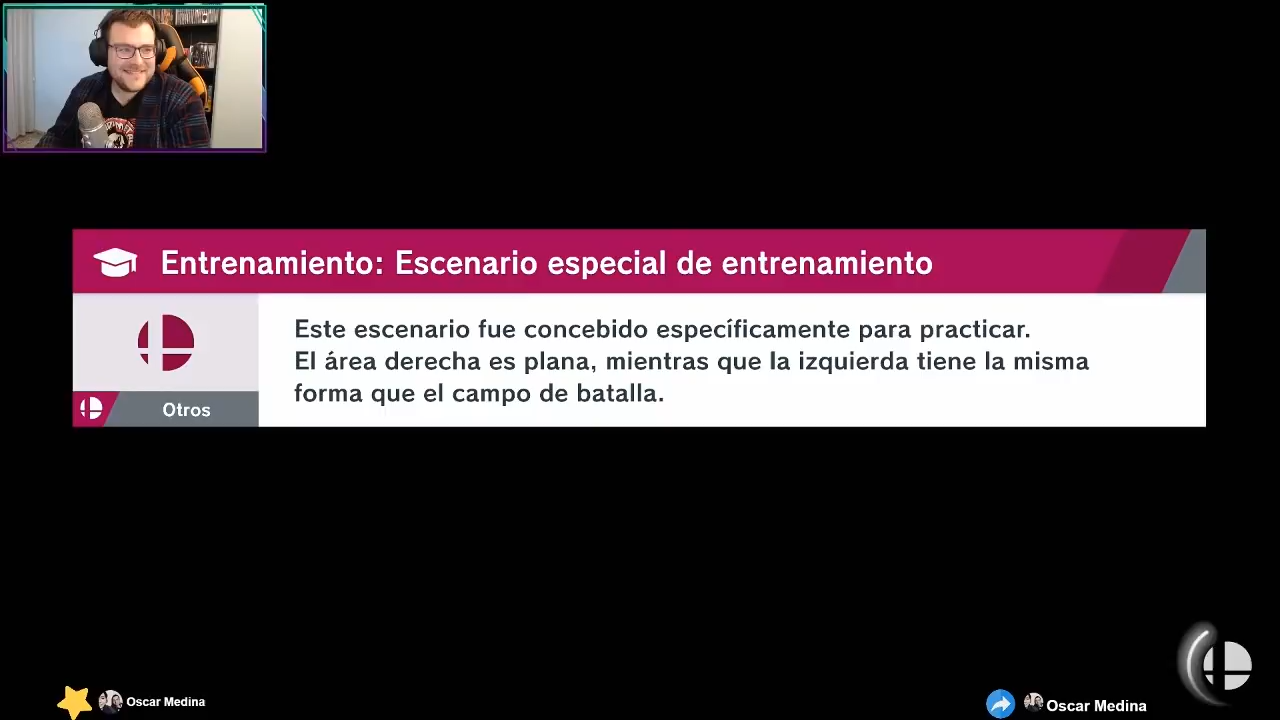 Entrenamiento: Escenario especial de entrenamiento
Este escenario fue concebido específicamente para practicar.
El área derecha es plana, mientras que la izquierda tiene la misma
forma que el campo de batalla.
Otros
Oscar Medina
Oscar Medina